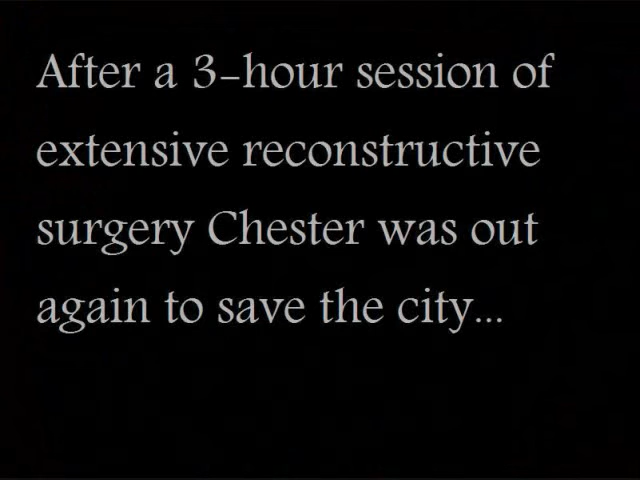 After a 3-hour session of
extensive reconstructive
surgery Chester was out
again to save the city...